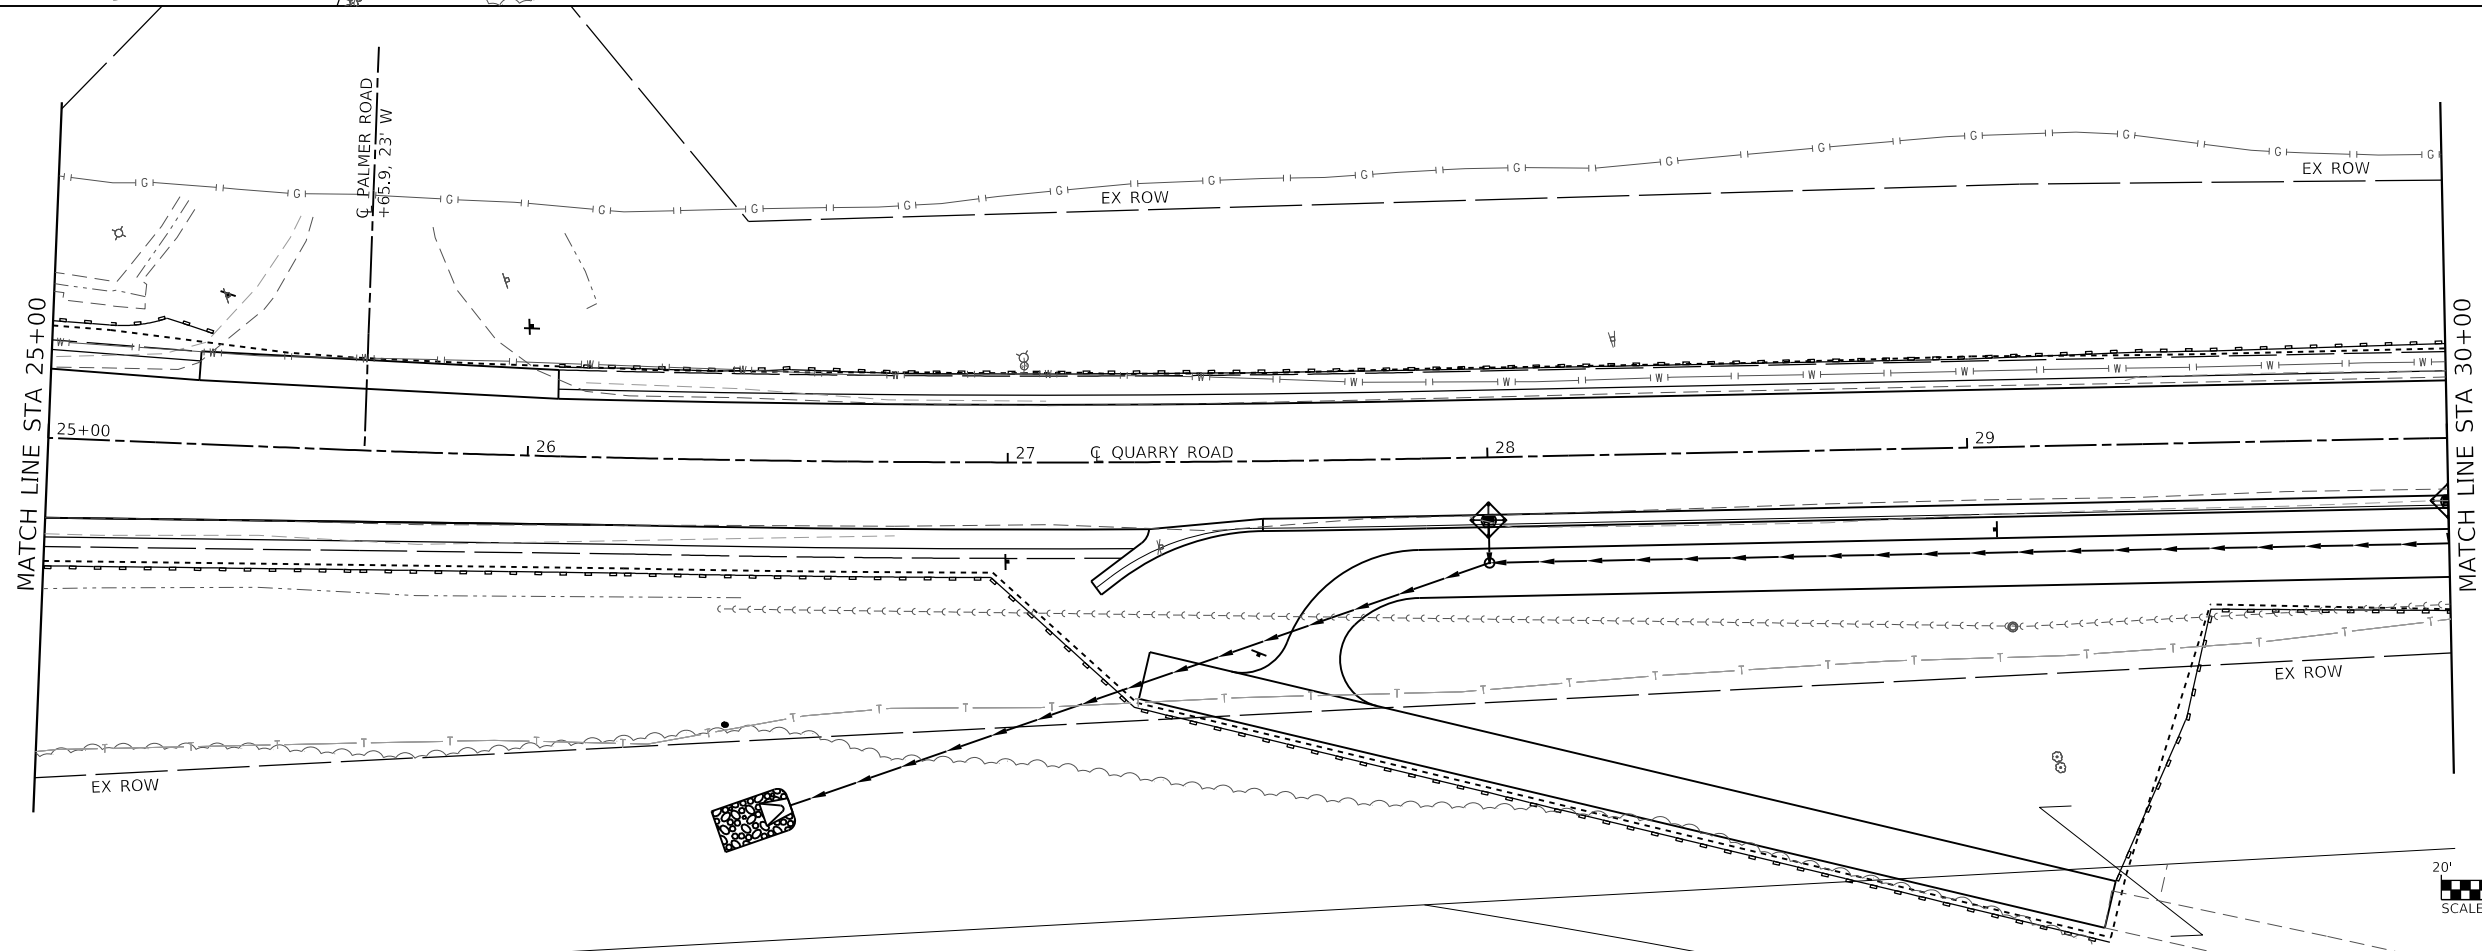 ℄ PALMER ROAD
+65.9, 23' W
EX ROW
EX ROW
MATCH LINE STA 25+00
MATCH LINE STA 30+00
25+00
26
27
℄ QUARRY ROAD
28
29
EX ROW
EX ROW
20'
SCALE
G G G G G G G G G G G G G G G G
W W W W W W W W W W W W W W W W
T T T T T T T T T T T T T T T T T T T T T T T T T T T T